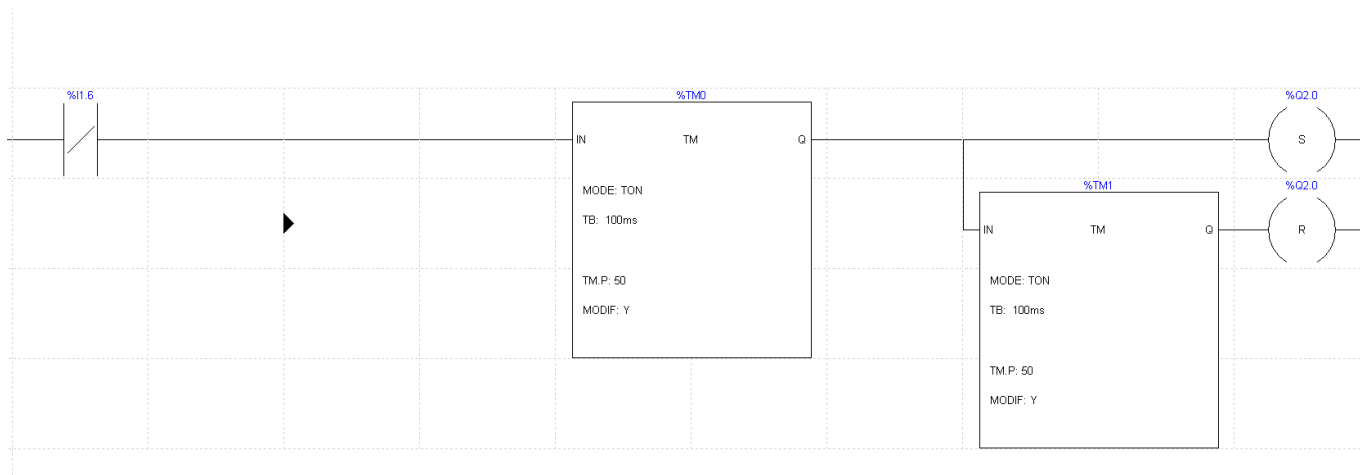 %I1.6
%TM0
%Q2.0
IN TM Q
S
MODE: TON
TB: 100ms
TM.P: 50
MODIF: Y
%TM1
%Q2.0
IN TM Q
R
MODE: TON
TB: 100ms
TM.P: 50
MODIF: Y